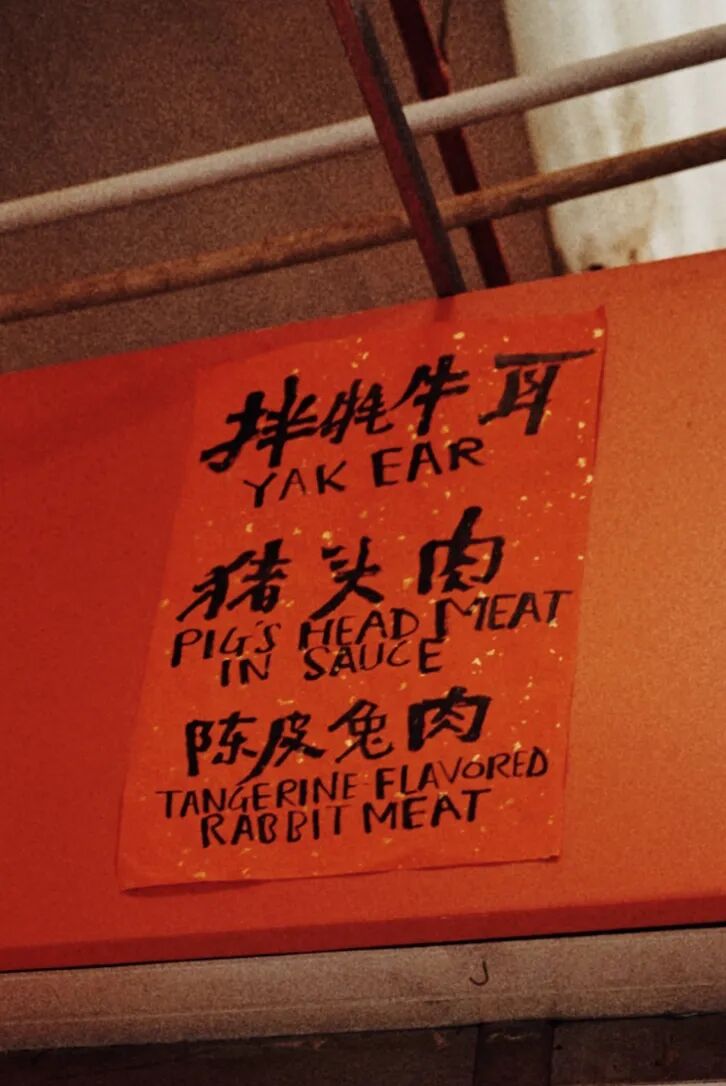 拌牦牛耳
YAK EAR
猪头肉
PIG'S HEAD MEAT
IN SAUCE
陈皮兔肉
TANGERINE-FLAVORED
RABBIT MEAT